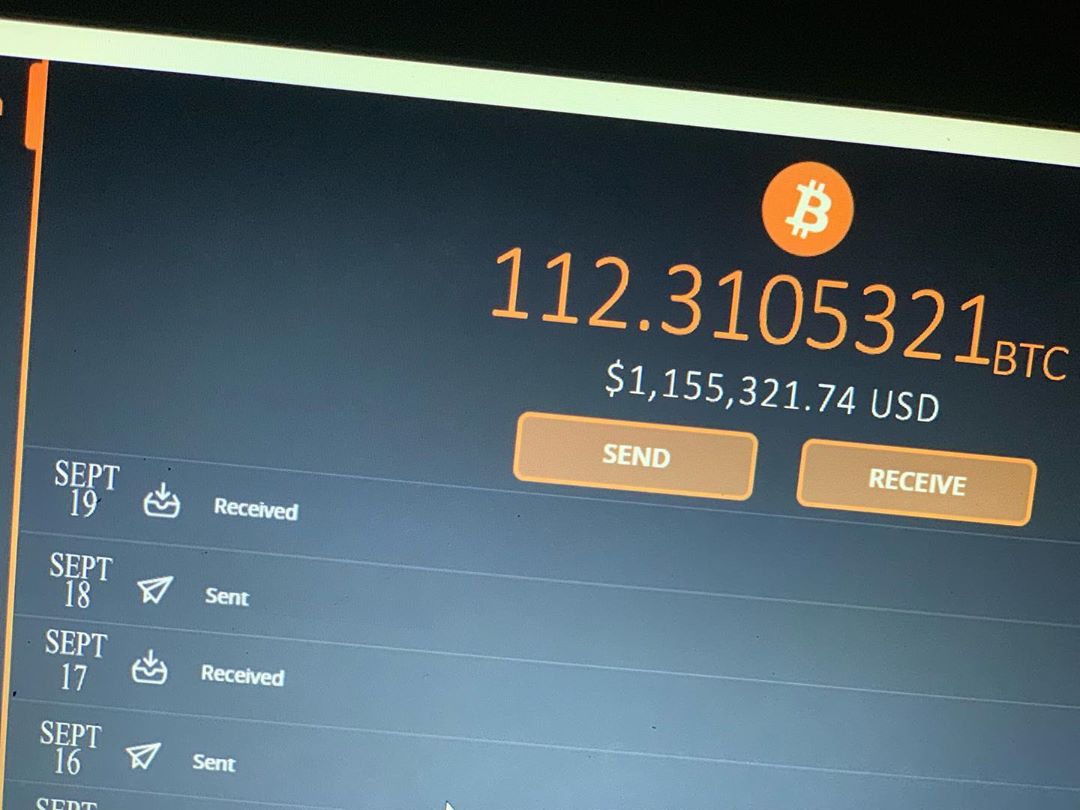 112.3105321BTC
$1,155,321.74 USD
SEND
RECEIVE
SEPT
19
Received
SEPT
18
Sent
SEPT
17
Received
SEPT
16
Sent
SEPT